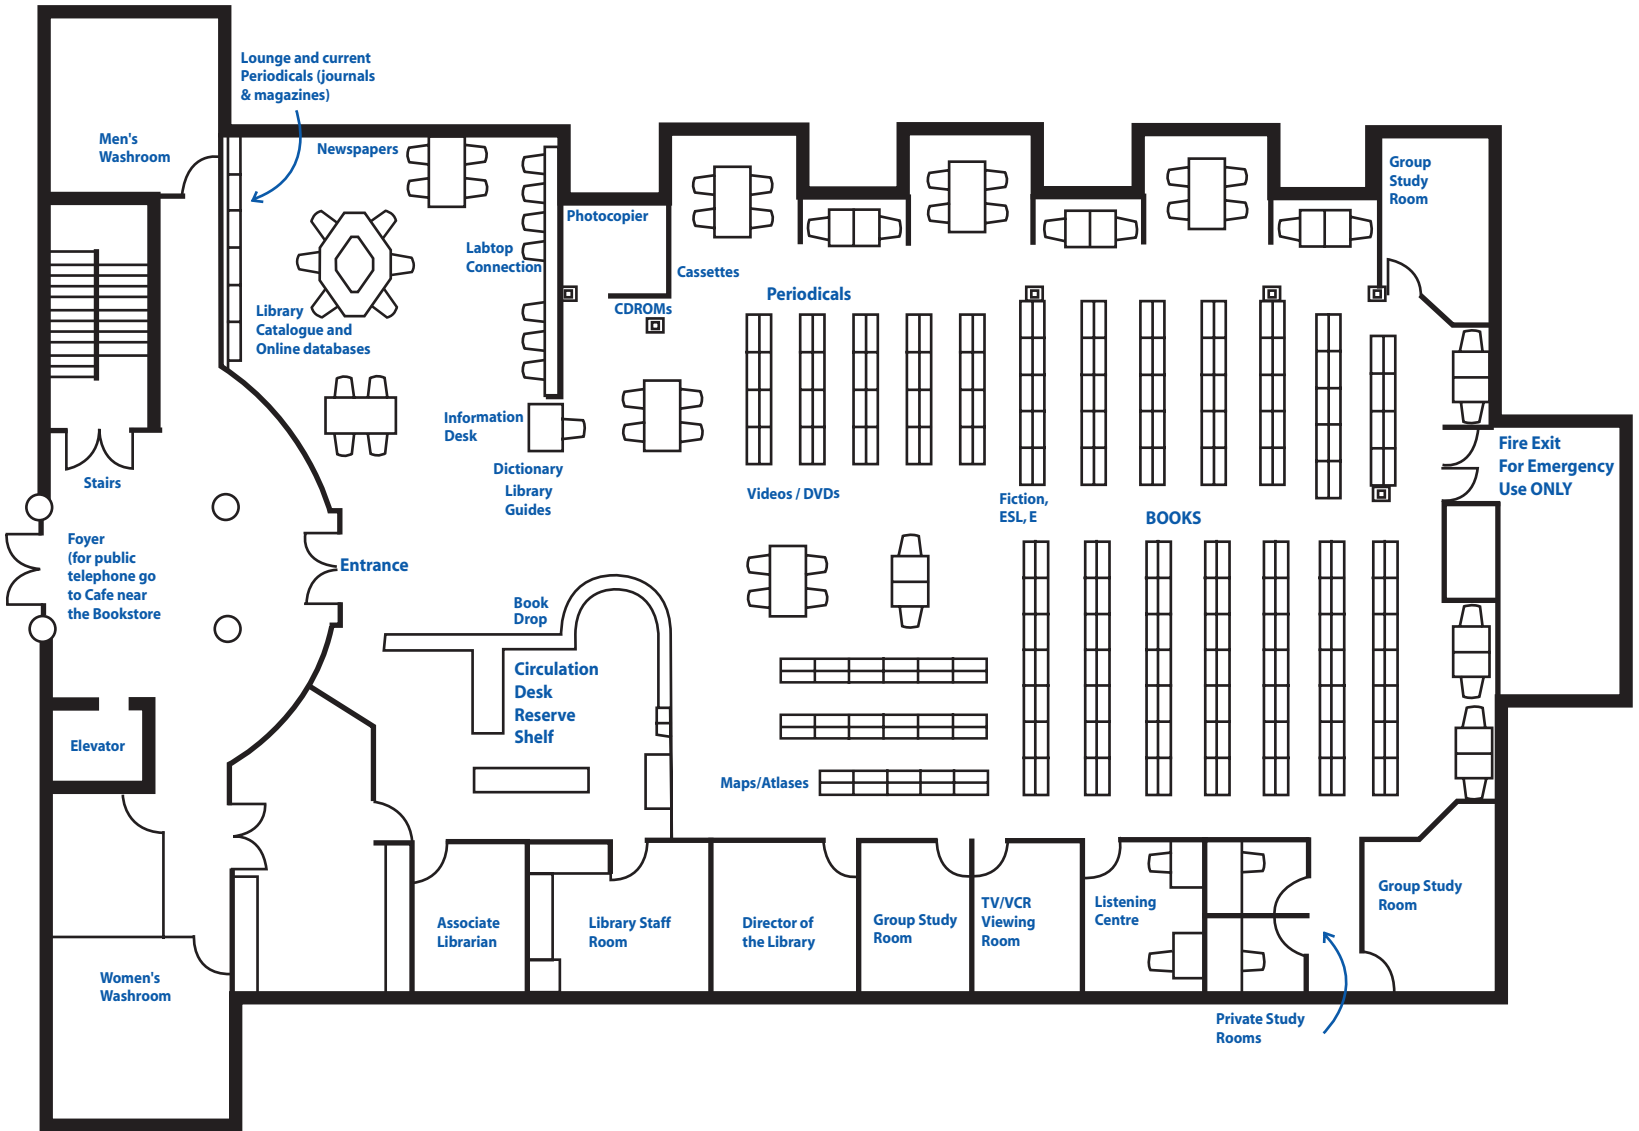 Lounge and current
Periodicals (journals
& magazines)
Men's
Washroom
Newspapers
Group
Study
Room
Photocopier
Labtop
Connection
Cassettes
Periodicals
CDROMs
Library
Catalogue and
Online databases
Information
Desk
Dictionary
Library
Guides
Videos / DVDs
Fiction,
ESL, E
BOOKS
Fire Exit
For Emergency
Use ONLY
Stairs
Foyer
(for public
telephone go
to Cafe near
the Bookstore
Entrance
Book
Drop
Circulation
Desk
Reserve
Shelf
Elevator
Maps/Atlases
Associate
Librarian
Library Staff
Room
Director of
the Library
Group Study
Room
TV/VCR
Viewing
Room
Listening
Centre
Group Study
Room
Women's
Washroom
Private Study
Rooms